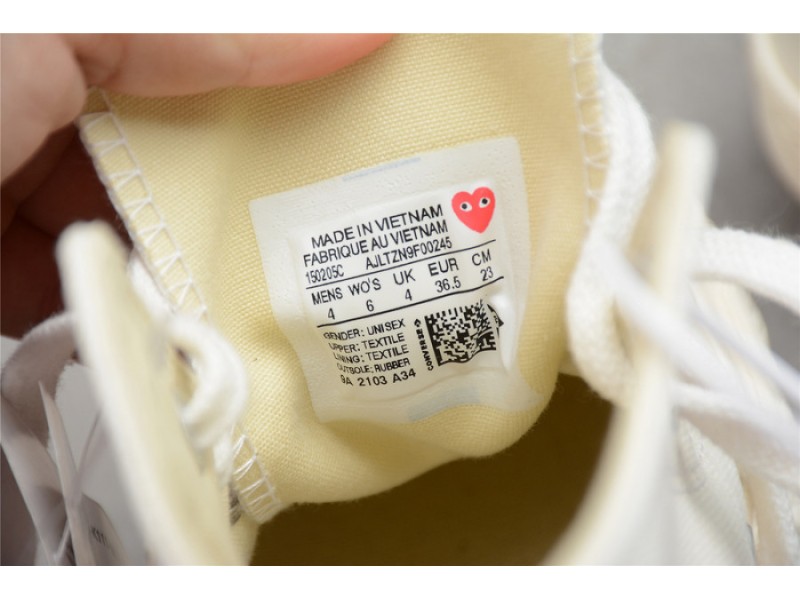 MADE IN VIETNAM
FABRIQUE AU VIETNAM
150205C AJLTZN9F00245
MENS WO'S UK EUR CM
4 6 4 36.5 23
GENDER: UNISEX
UPPER: TEXTILE
LINING: TEXTILE
OUTSOLE: RUBBER
9A 2103 A34
CONVERSE